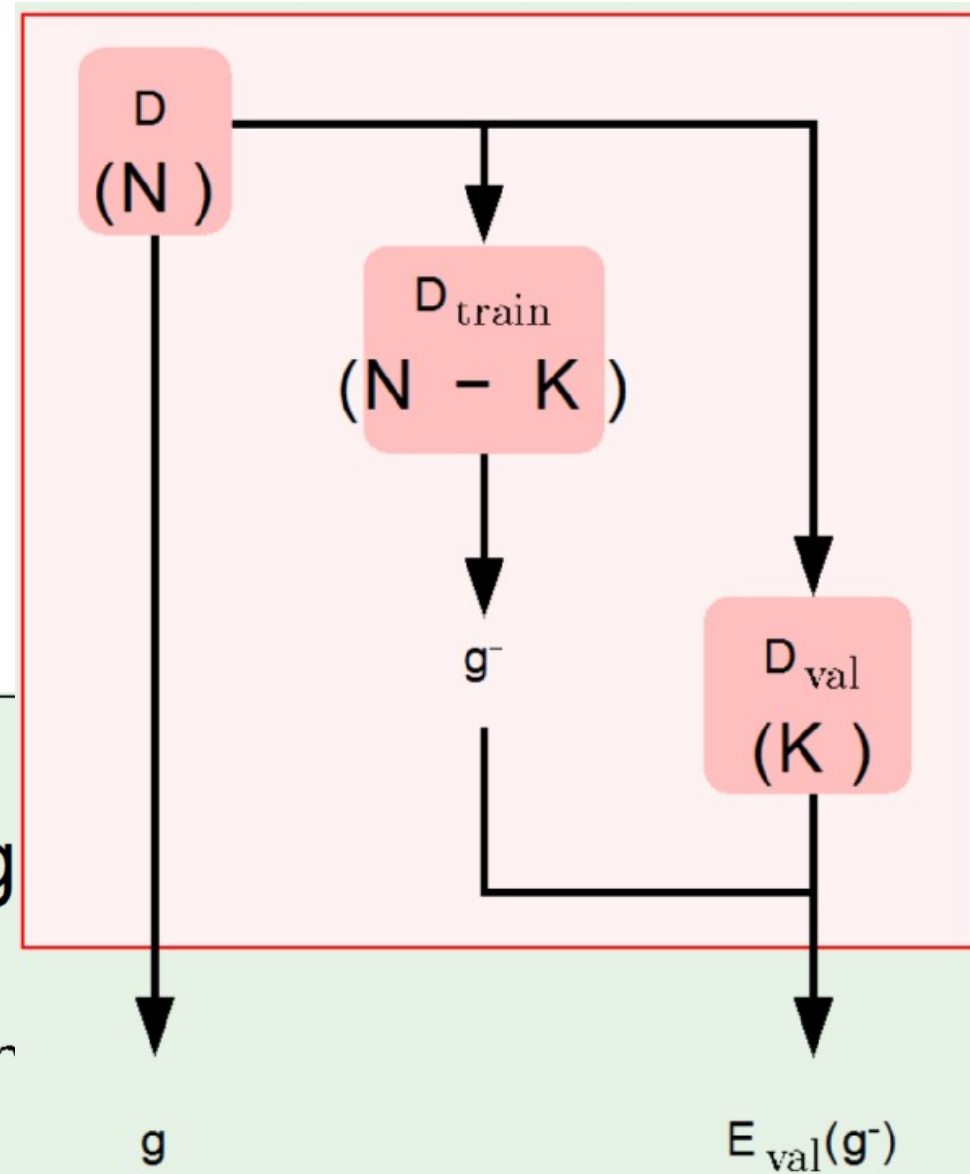 D
(N)
D train
(N − K)
g⁻
D val
(K)
g
g
E val(g⁻)